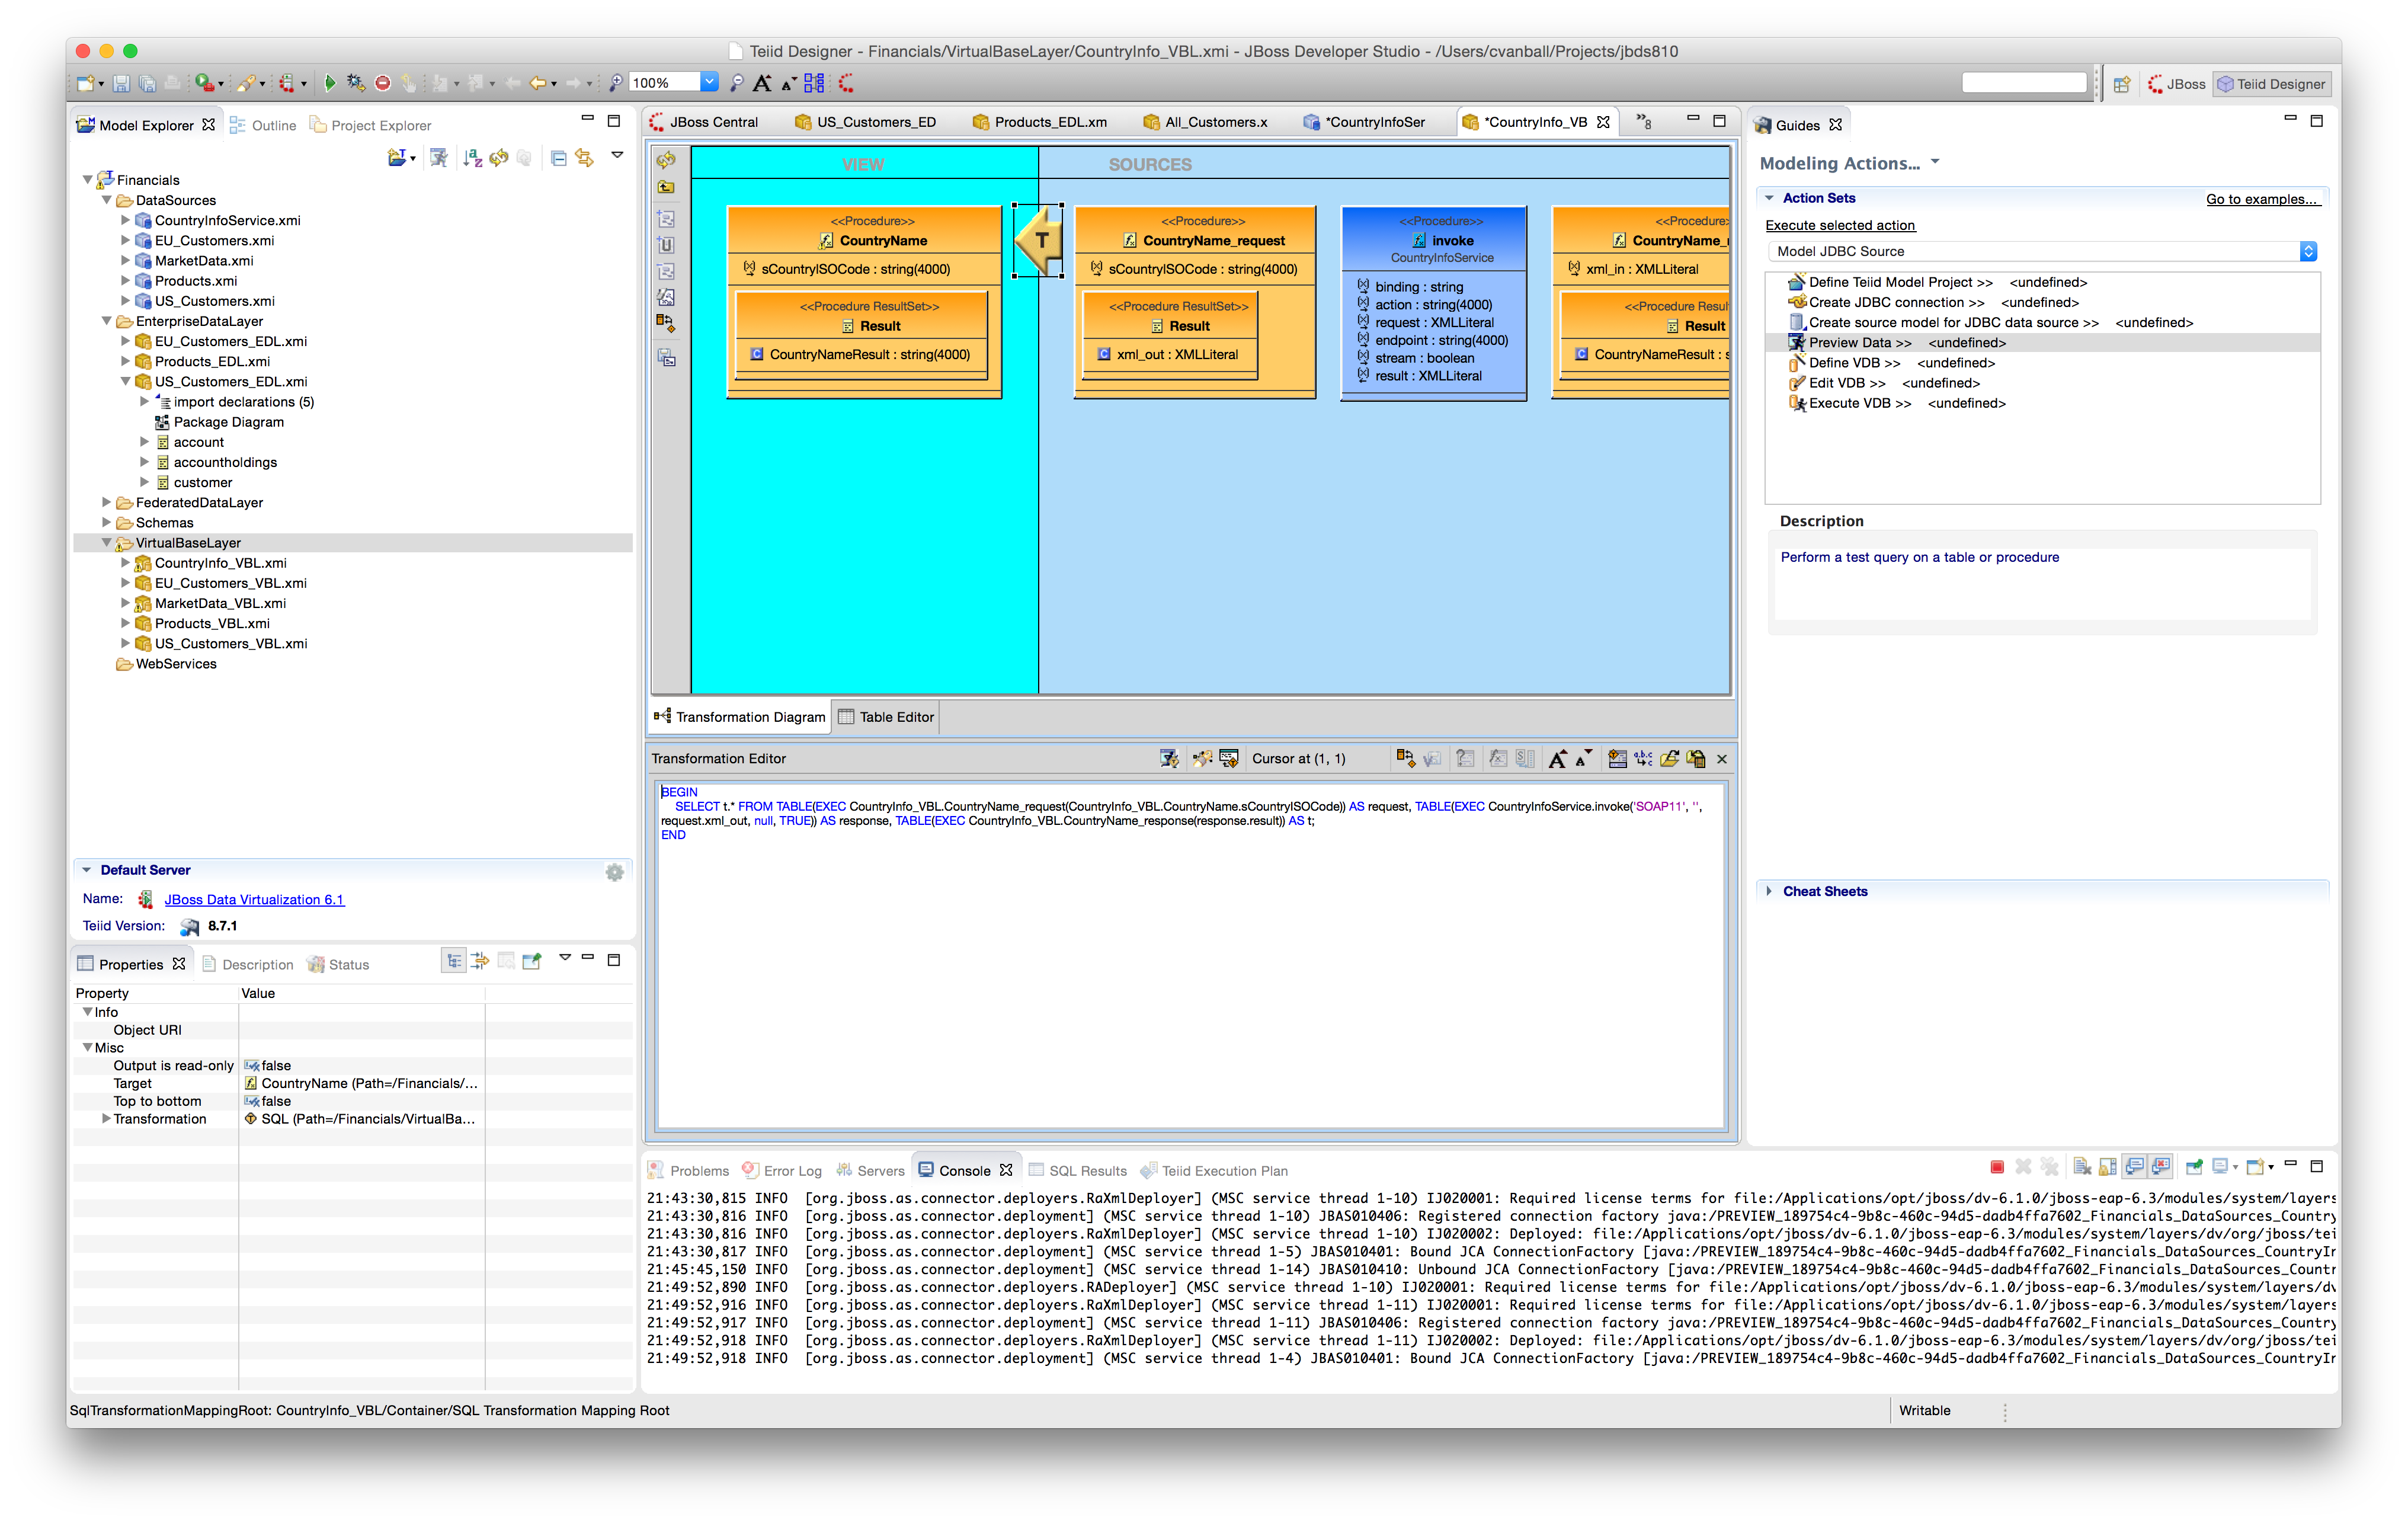 Teiid Designer - Financials/VirtualBaseLayer/CountryInfo_VBL.xmi - JBoss Developer Studio - /Users/cvanball/Projects/jbds810
100%
JBoss
Teiid Designer
Model Explorer
Outline
Project Explorer
Financials
DataSources
CountryInfoService.xmi
EU_Customers.xmi
MarketData.xmi
Products.xmi
US_Customers.xmi
EnterpriseDataLayer
EU_Customers_EDL.xmi
Products_EDL.xmi
US_Customers_EDL.xmi
import declarations (5)
Package Diagram
account
accountholdings
customer
FederatedDataLayer
Schemas
VirtualBaseLayer
CountryInfo_VBL.xmi
EU_Customers_VBL.xmi
MarketData_VBL.xmi
Products_VBL.xmi
US_Customers_VBL.xmi
WebServices
Default Server
Name: JBoss Data Virtualization 6.1
Teiid Version: 8.7.1
Properties
Description
Status
Property Value
Info
Object URI
Misc
Output is read-only false
Target CountryName (Path=/Financials/...
Top to bottom false
Transformation SQL (Path=/Financials/VirtualBa...
JBoss Central
US_Customers_ED
Products_EDL.xm
All_Customers.x
*CountryInfoSer
*CountryInfo_VB
»8
VIEW
SOURCES
<<Procedure>>
CountryName
sCountryISOCode : string(4000)
<<Procedure ResultSet>>
Result
CountryNameResult : string(4000)
T
<<Procedure>>
CountryName_request
sCountryISOCode : string(4000)
<<Procedure ResultSet>>
Result
xml_out : XMLLiteral
<<Procedure>>
invoke
CountryInfoService
binding : string
action : string(4000)
request : XMLLiteral
endpoint : string(4000)
stream : boolean
result : XMLLiteral
<<Procedure>
CountryName_r
xml_in : XMLLiteral
<<Procedure Resul
Result
CountryNameResult : s
Transformation Diagram
Table Editor
Transformation Editor
Cursor at (1, 1)
BEGIN
SELECT t.* FROM TABLE(EXEC CountryInfo_VBL.CountryName_request(CountryInfo_VBL.CountryName.sCountryISOCode)) AS request, TABLE(EXEC CountryInfoService.invoke('SOAP11', '',
request.xml_out, null, TRUE)) AS response, TABLE(EXEC CountryInfo_VBL.CountryName_response(response.result)) AS t;
END
Guides
Modeling Actions...
Action Sets
Go to examples...
Execute selected action
Model JDBC Source
Define Teiid Model Project >> <undefined>
Create JDBC connection >> <undefined>
Create source model for JDBC data source >> <undefined>
Preview Data >> <undefined>
Define VDB >> <undefined>
Edit VDB >> <undefined>
Execute VDB >> <undefined>
Description
Perform a test query on a table or procedure
Cheat Sheets
Problems
Error Log
Servers
Console
SQL Results
Teiid Execution Plan
21:43:30,815 INFO [org.jboss.as.connector.deployers.RaXmlDeployer] (MSC service thread 1-10) IJ020001: Required license terms for file:/Applications/opt/jboss/dv-6.1.0/jboss-eap-6.3/modules/system/layers
21:43:30,816 INFO [org.jboss.as.connector.deployment] (MSC service thread 1-10) JBAS010406: Registered connection factory java:/PREVIEW_189754c4-9b8c-460c-94d5-dadb4ffa7602_Financials_DataSources_Country
21:43:30,816 INFO [org.jboss.as.connector.deployers.RaXmlDeployer] (MSC service thread 1-10) IJ020002: Deployed: file:/Applications/opt/jboss/dv-6.1.0/jboss-eap-6.3/modules/system/layers/dv/org/jboss/tei
21:43:30,817 INFO [org.jboss.as.connector.deployment] (MSC service thread 1-5) JBAS010401: Bound JCA ConnectionFactory [java:/PREVIEW_189754c4-9b8c-460c-94d5-dadb4ffa7602_Financials_DataSources_CountryIr
21:45:45,150 INFO [org.jboss.as.connector.deployment] (MSC service thread 1-14) JBAS010410: Unbound JCA ConnectionFactory [java:/PREVIEW_189754c4-9b8c-460c-94d5-dadb4ffa7602_Financials_DataSources_Countr
21:49:52,890 INFO [org.jboss.as.connector.deployers.RADeployer] (MSC service thread 1-10) IJ020001: Required license terms for file:/Applications/opt/jboss/dv-6.1.0/jboss-eap-6.3/modules/system/layers/dv
21:49:52,916 INFO [org.jboss.as.connector.deployers.RaXmlDeployer] (MSC service thread 1-11) IJ020001: Required license terms for file:/Applications/opt/jboss/dv-6.1.0/jboss-eap-6.3/modules/system/layers
21:49:52,917 INFO [org.jboss.as.connector.deployment] (MSC service thread 1-11) JBAS010406: Registered connection factory java:/PREVIEW_189754c4-9b8c-460c-94d5-dadb4ffa7602_Financials_DataSources_Country
21:49:52,918 INFO [org.jboss.as.connector.deployers.RaXmlDeployer] (MSC service thread 1-11) IJ020002: Deployed: file:/Applications/opt/jboss/dv-6.1.0/jboss-eap-6.3/modules/system/layers/dv/org/jboss/tei
21:49:52,918 INFO [org.jboss.as.connector.deployment] (MSC service thread 1-4) JBAS010401: Bound JCA ConnectionFactory [java:/PREVIEW_189754c4-9b8c-460c-94d5-dadb4ffa7602_Financials_DataSources_CountryIr
SqlTransformationMappingRoot: CountryInfo_VBL/Container/SQL Transformation Mapping Root
Writable